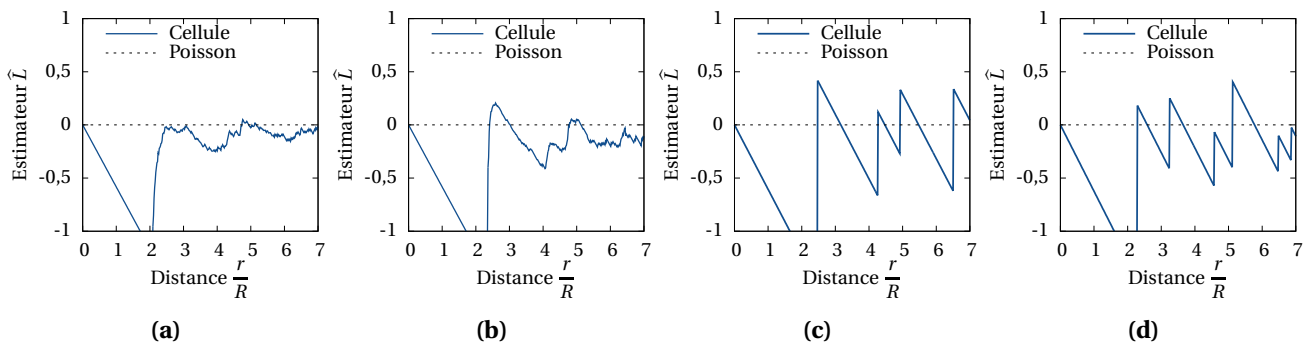 1
0,5
0
-0,5
-1
0 1 2 3 4 5 6 7
Estimateur L̂
Distance r/R
Cellule
Poisson
(a)
1
0,5
0
-0,5
-1
0 1 2 3 4 5 6 7
Estimateur L̂
Distance r/R
Cellule
Poisson
(b)
1
0,5
0
-0,5
-1
0 1 2 3 4 5 6 7
Estimateur L̂
Distance r/R
Cellule
Poisson
(c)
1
0,5
0
-0,5
-1
0 1 2 3 4 5 6 7
Estimateur L̂
Distance r/R
Cellule
Poisson
(d)